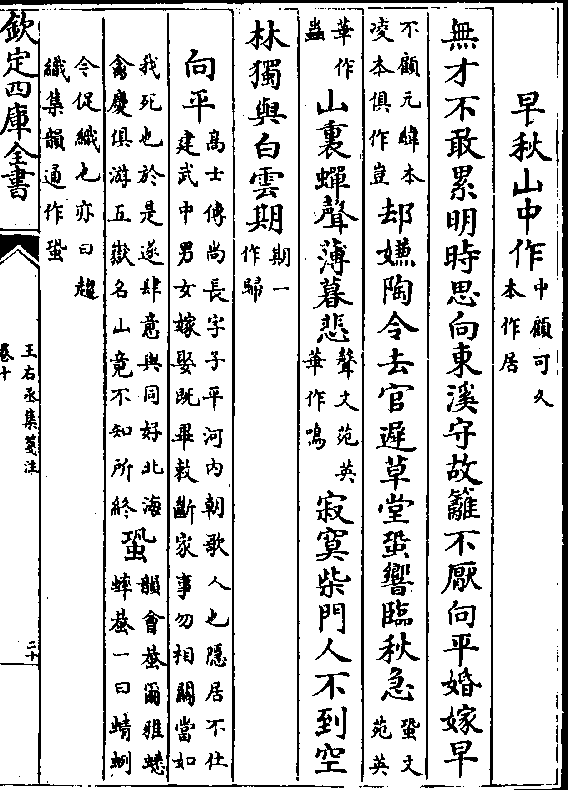 早秋山中作中顧可久本作居
無才不敢累明時思向東溪守故籬不厭向平婚嫁早
不顧元緯本凌本俱作豈却嫌陶令去官遲草堂蛩響臨秋急蛩文苑英
華作蟲山裏蟬聲薄暮悲聲文苑英華作鳴寂寞柴門人不到空
林獨與白雲期期一作歸
向平高士傳尚長字子平河内朝歌人也隱居不仕建武中男女嫁娶既畢敕斷家事勿相關當如
我死也於是遂肆意與同好北海禽慶俱游五嶽名山竟不知所終蛩韻會蛬爾雅蟋蟀蛬一曰蜻蛚
今促織也亦曰趨織集韻通作蛩
欽定四庫全書
王右丞集箋注
卷十
二十